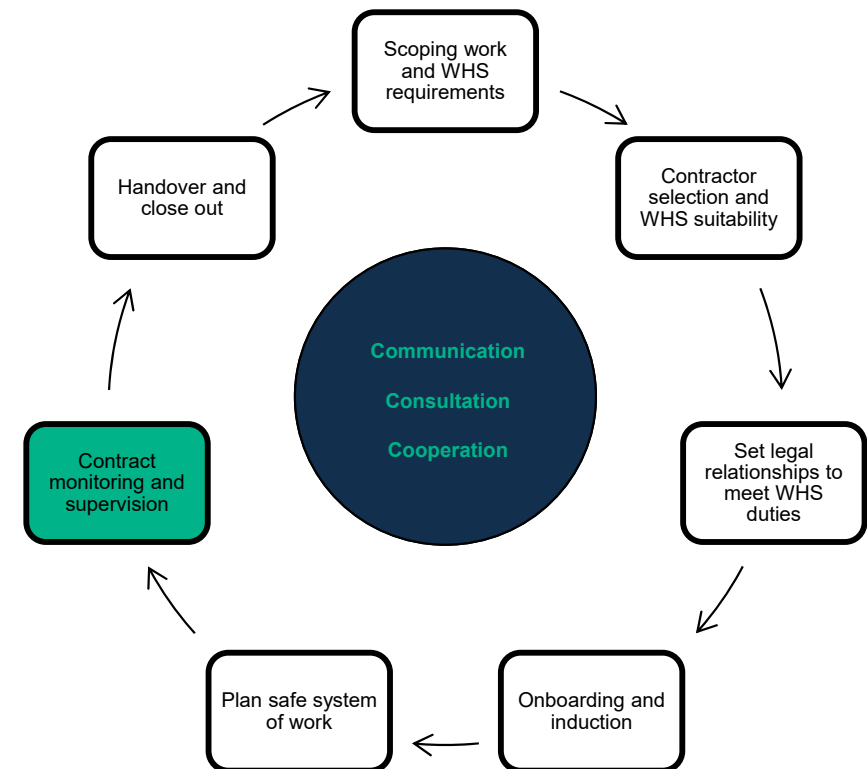 Scoping work
and WHS
requirements
Contractor
selection and
WHS suitability
Set legal
relationships to
meet WHS
duties
Onboarding and
induction
Plan safe system
of work
Contract
monitoring and
supervision
Handover and
close out
Communication
Consultation
Cooperation